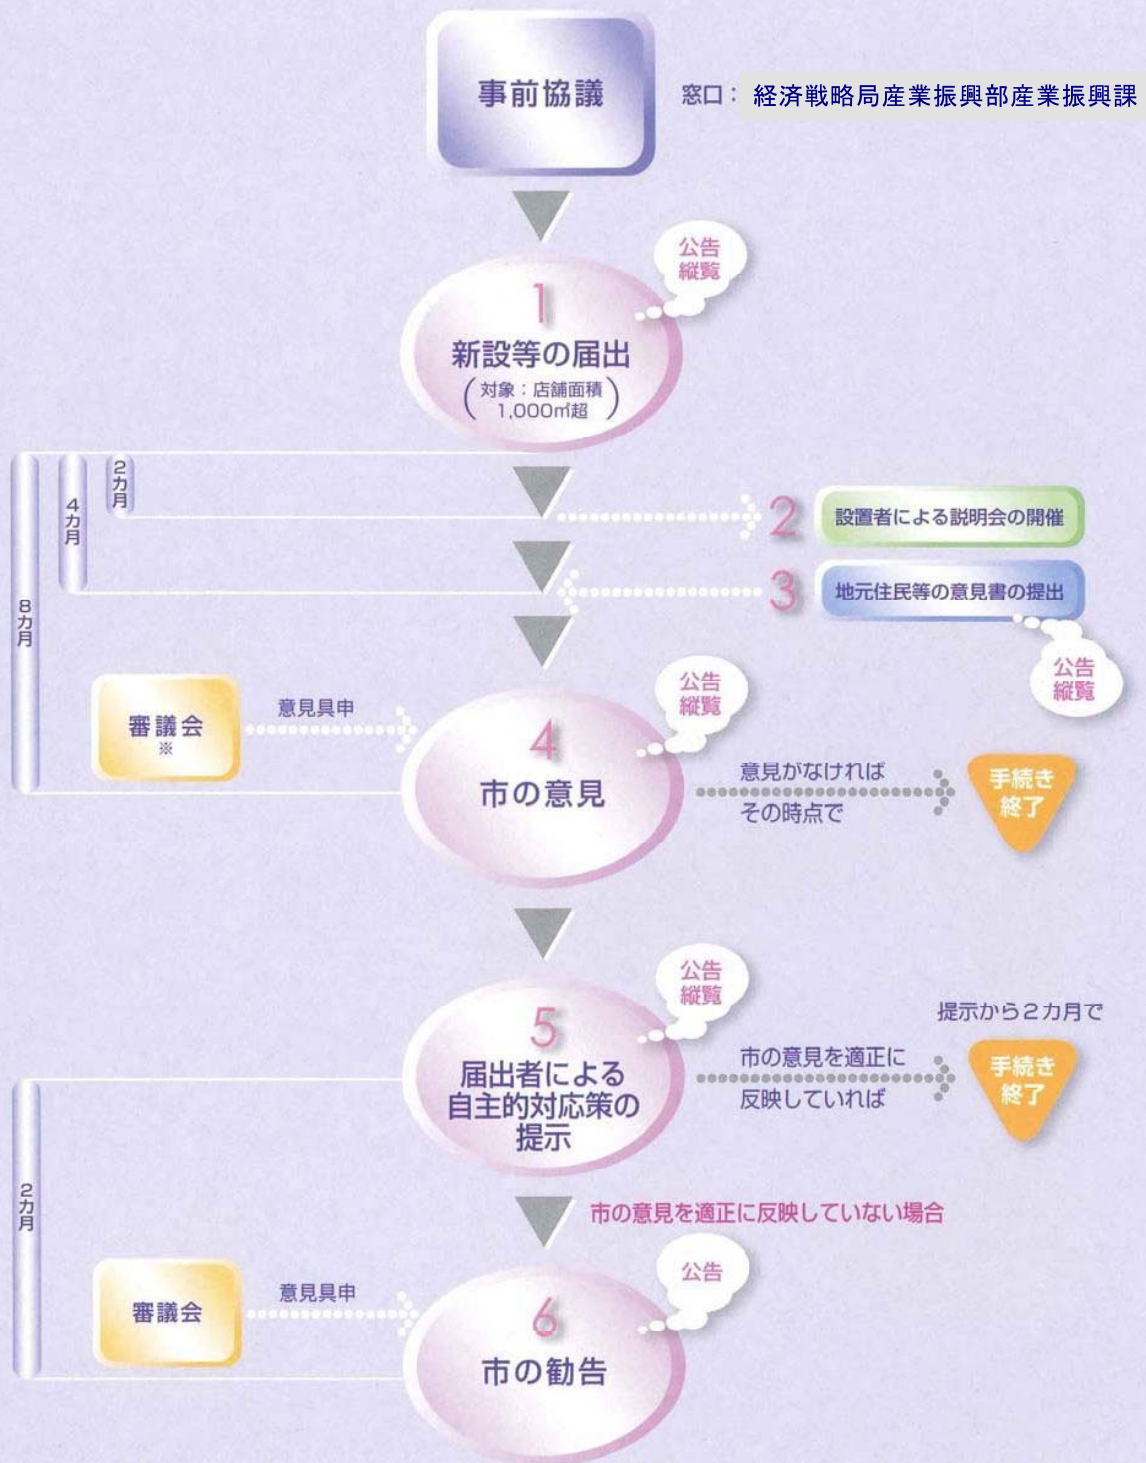 事前協議
窓口： 経済戦略局産業振興部産業振興課
公告
縦覧
1
新設等の届出
(対象：店舗面積
1,000㎡超)
2カ月
4カ月
8カ月
2
設置者による説明会の開催
3
地元住民等の意見書の提出
公告
縦覧
審議会
※
意見具申
公告
縦覧
4
市の意見
意見がなければ
その時点で
手続き
終了
公告
縦覧
5
届出者による
自主的対応策の
提示
提示から2カ月で
市の意見を適正に
反映していれば
手続き
終了
2カ月
市の意見を適正に反映していない場合
審議会
意見具申
公告
6
市の勧告